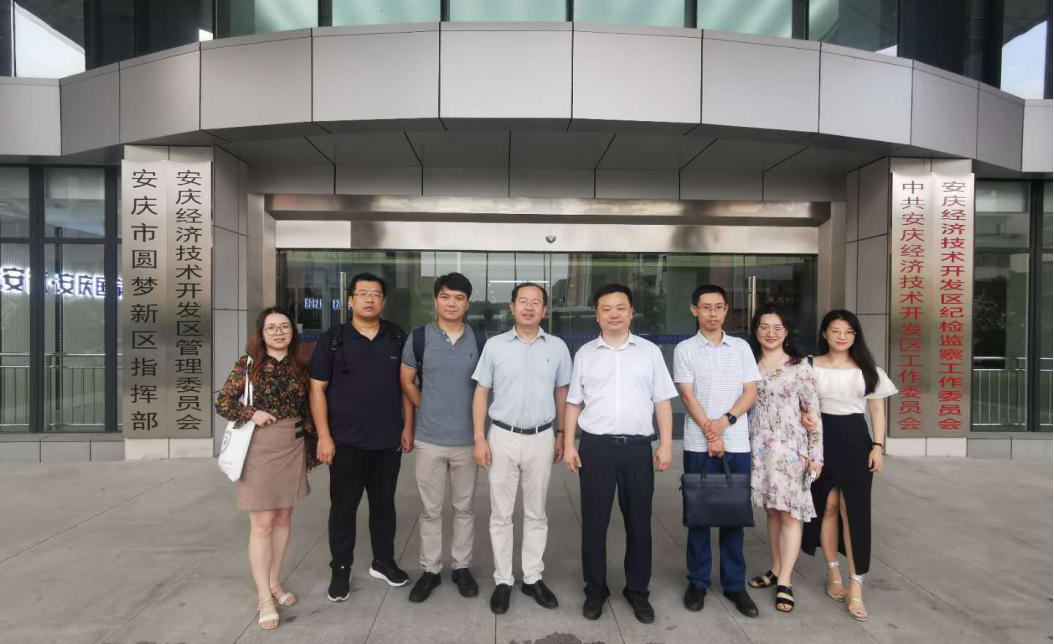 安庆市圆梦新区指挥部
安庆经济技术开发区管理委员会
中共安庆经济技术开发区工作委员会
安庆经济技术开发区纪检监察工作委员会